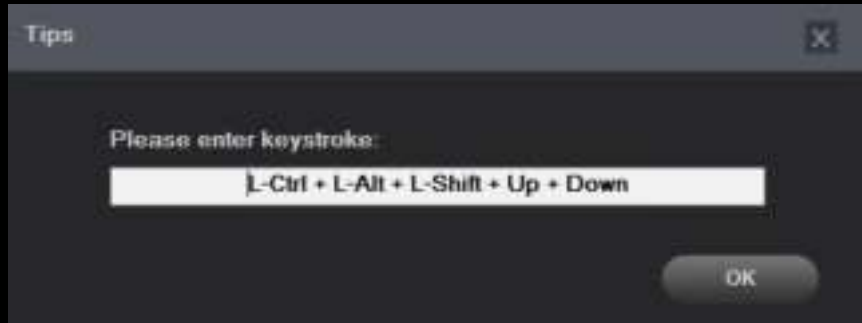 Tips
Please enter keystroke:
L-Ctrl + L-Alt + L-Shift + Up + Down
OK